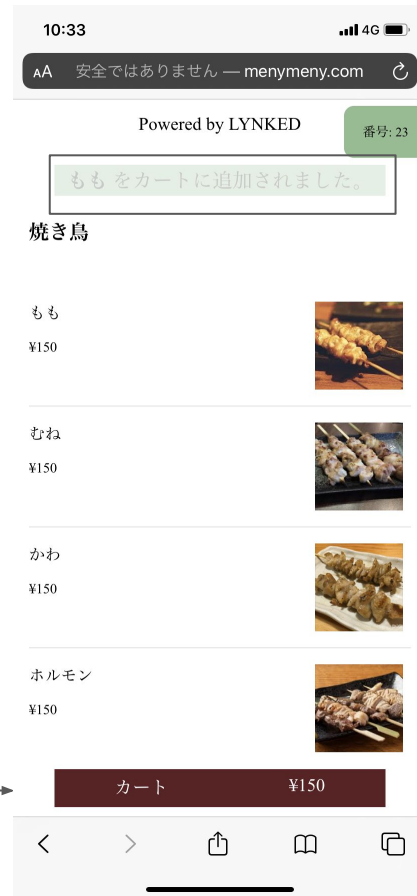 10:33
4G
AA 安全ではありません — menymeny.com
Powered by LYNKED
番号: 23
もも をカートに追加されました。
焼き鳥
もも
¥150
むね
¥150
かわ
¥150
ホルモン
¥150
カート ¥150